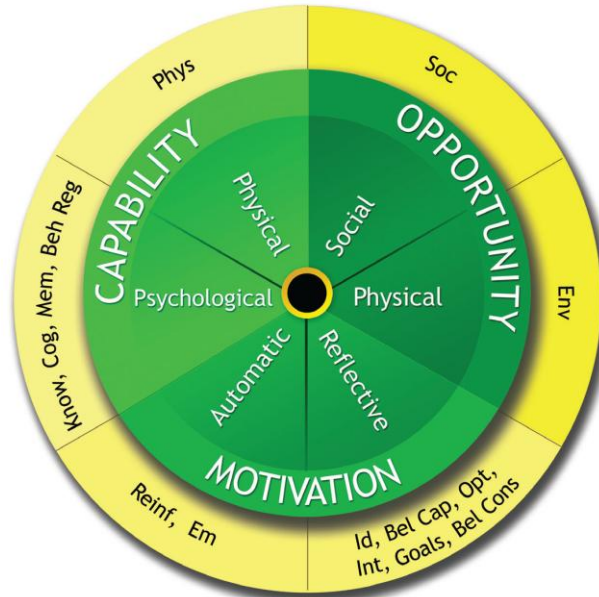 Phys
Soc
CAPABILITY
OPPORTUNITY
Physical
Social
Know, Cog, Mem, Beh Reg
Psychological
Physical
Env
Automatic
Reflective
MOTIVATION
Reinf, Em
Id, Bel Cap, Opt,
Int, Goals, Bel Cons